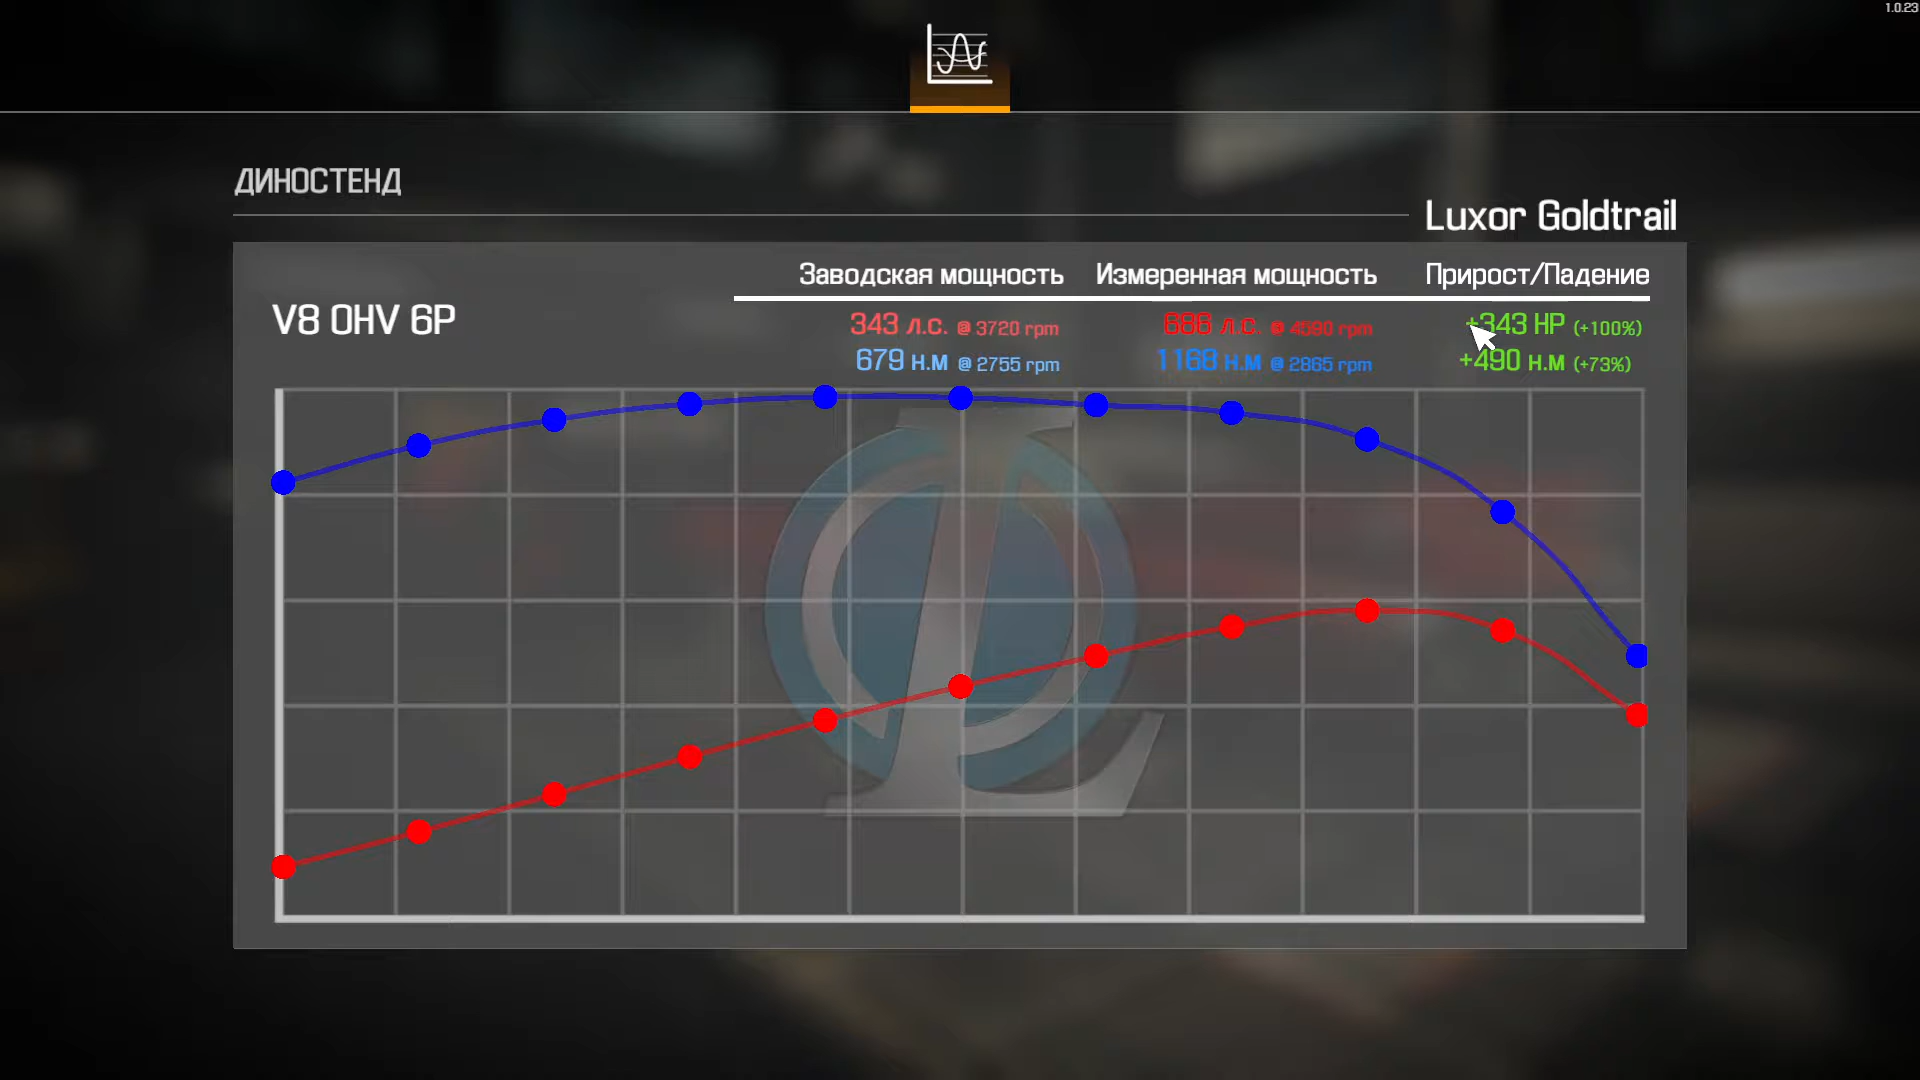 1.0.23
ДИНОСТЕНД
Luxor Goldtrail
Заводская мощность Измеренная мощность Прирост/Падение
V8 OHV 6P
343 л.с. @ 3720 rpm 686 л.с. @ 4590 rpm +343 HP (+100%)
679 н.м @ 2755 rpm 1168 н.м @ 2865 rpm +490 н.м (+73%)